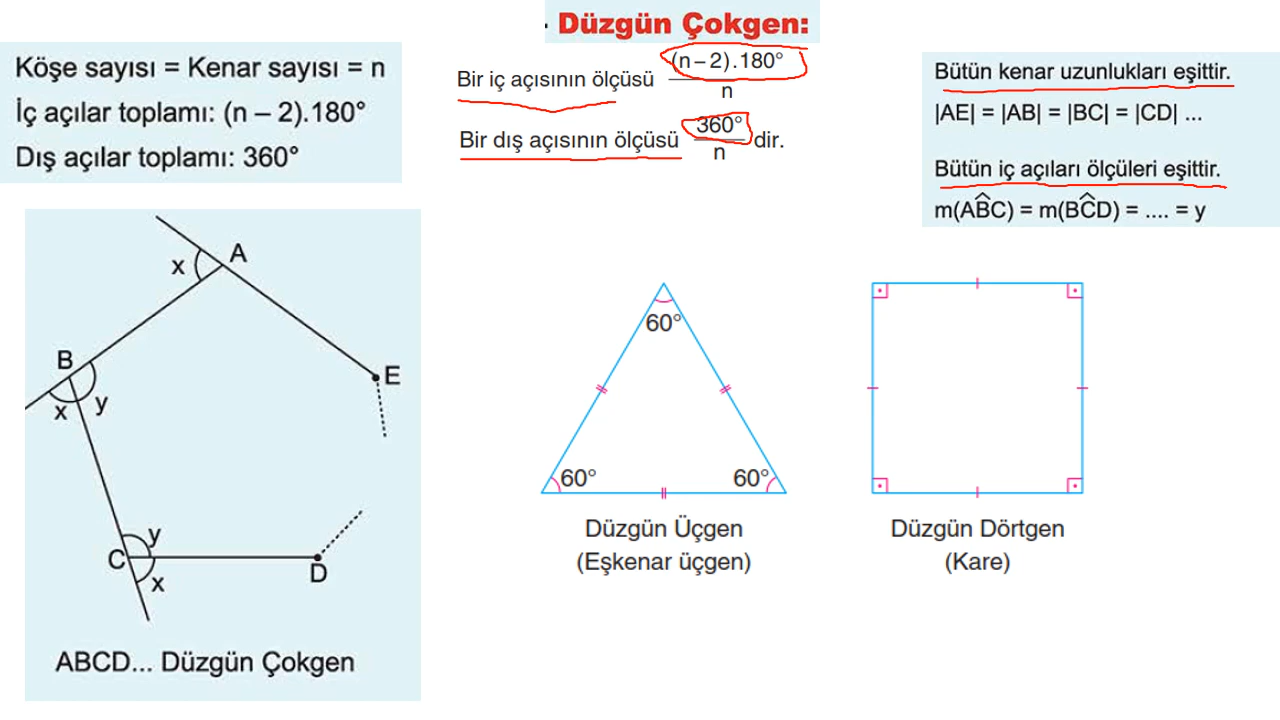 Düzgün Çokgen:
Köşe sayısı = Kenar sayısı = n
İç açılar toplamı: (n – 2).180°
Dış açılar toplamı: 360°
Bir iç açısının ölçüsü (n – 2).180°
n
Bir dış açısının ölçüsü 360° dir.
n
Bütün kenar uzunlukları eşittir.
|AE| = |AB| = |BC| = |CD| ...
Bütün iç açıları ölçüleri eşittir.
m(ABC) = m(BCD) = .... = y
A
x
B
x
y
E
C
y
x
D
ABCD... Düzgün Çokgen
60°
60°
60°
Düzgün Üçgen
(Eşkenar üçgen)
Düzgün Dörtgen
(Kare)